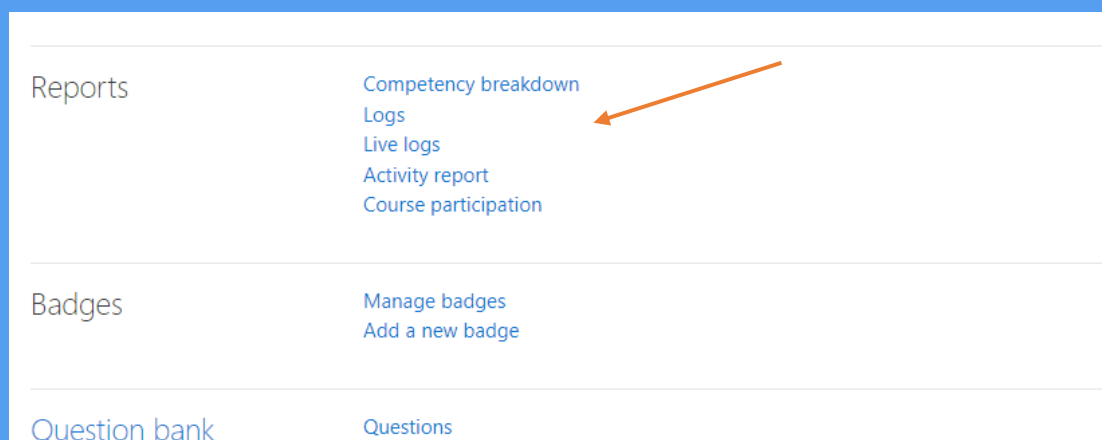 Reports
Competency breakdown
Logs
Live logs
Activity report
Course participation
Badges
Manage badges
Add a new badge
Question bank
Questions